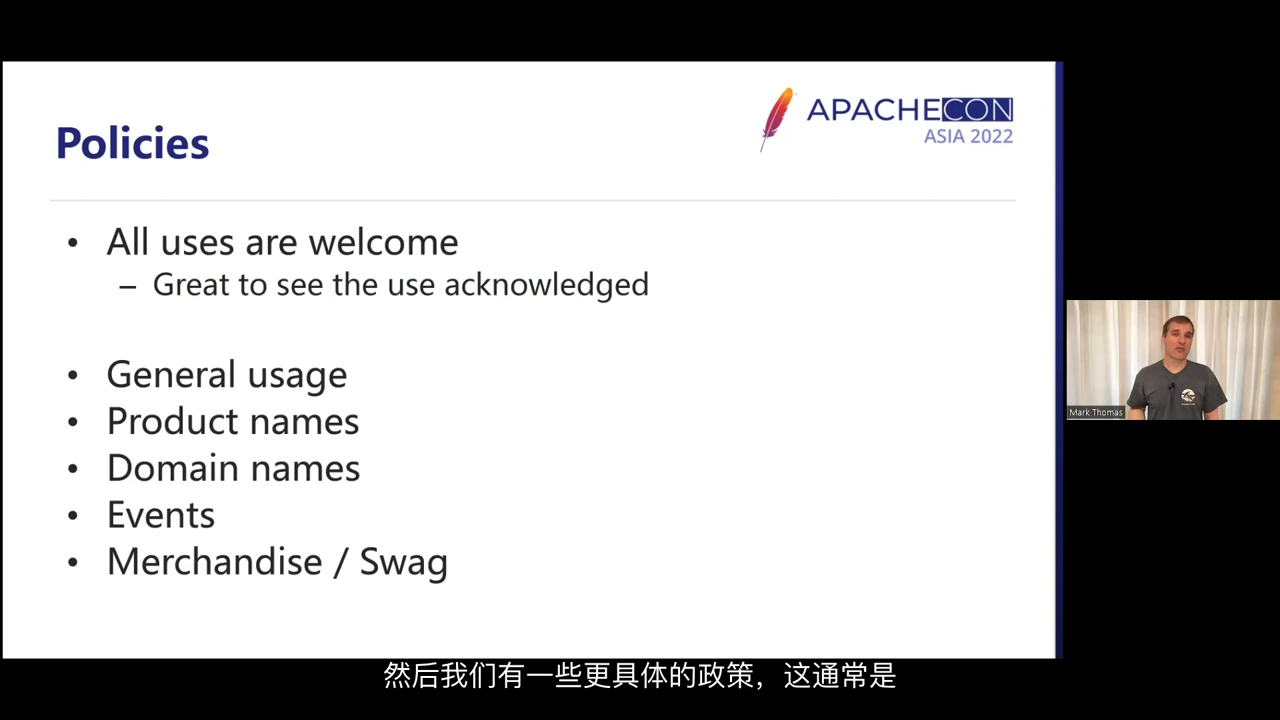 Policies
APACHECON
ASIA 2022
• All uses are welcome
– Great to see the use acknowledged
• General usage
• Product names
• Domain names
• Events
• Merchandise / Swag
Mark Thomas
然后我们有一些更具体的政策，这通常是